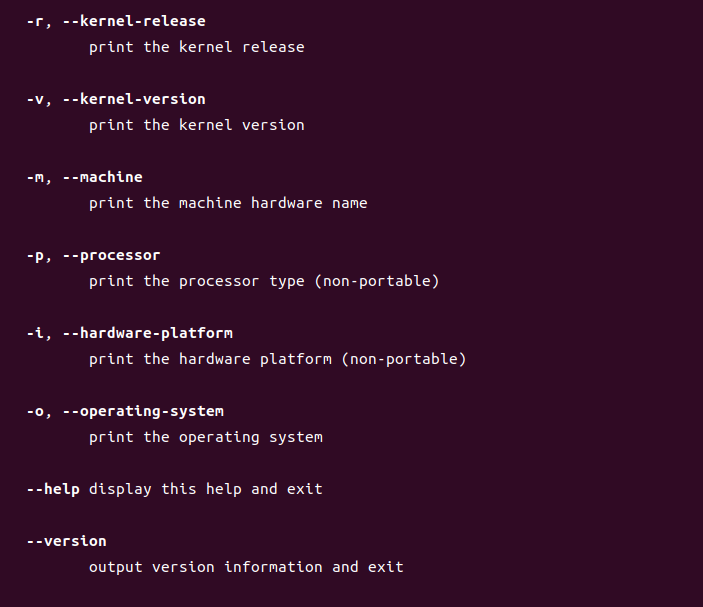 -r, --kernel-release
print the kernel release
-v, --kernel-version
print the kernel version
-m, --machine
print the machine hardware name
-p, --processor
print the processor type (non-portable)
-i, --hardware-platform
print the hardware platform (non-portable)
-o, --operating-system
print the operating system
--help display this help and exit
--version
output version information and exit